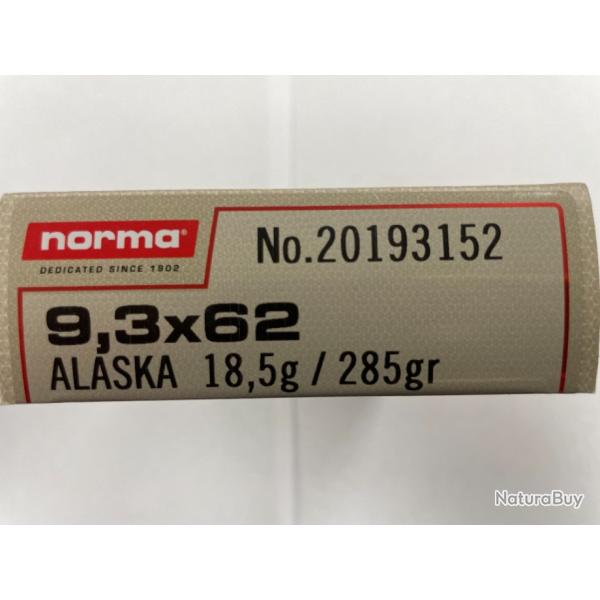 norma
DEDICATED SINCE 1902
No.20193152
9,3x62
ALASKA 18,5g / 285gr
NaturaBuy